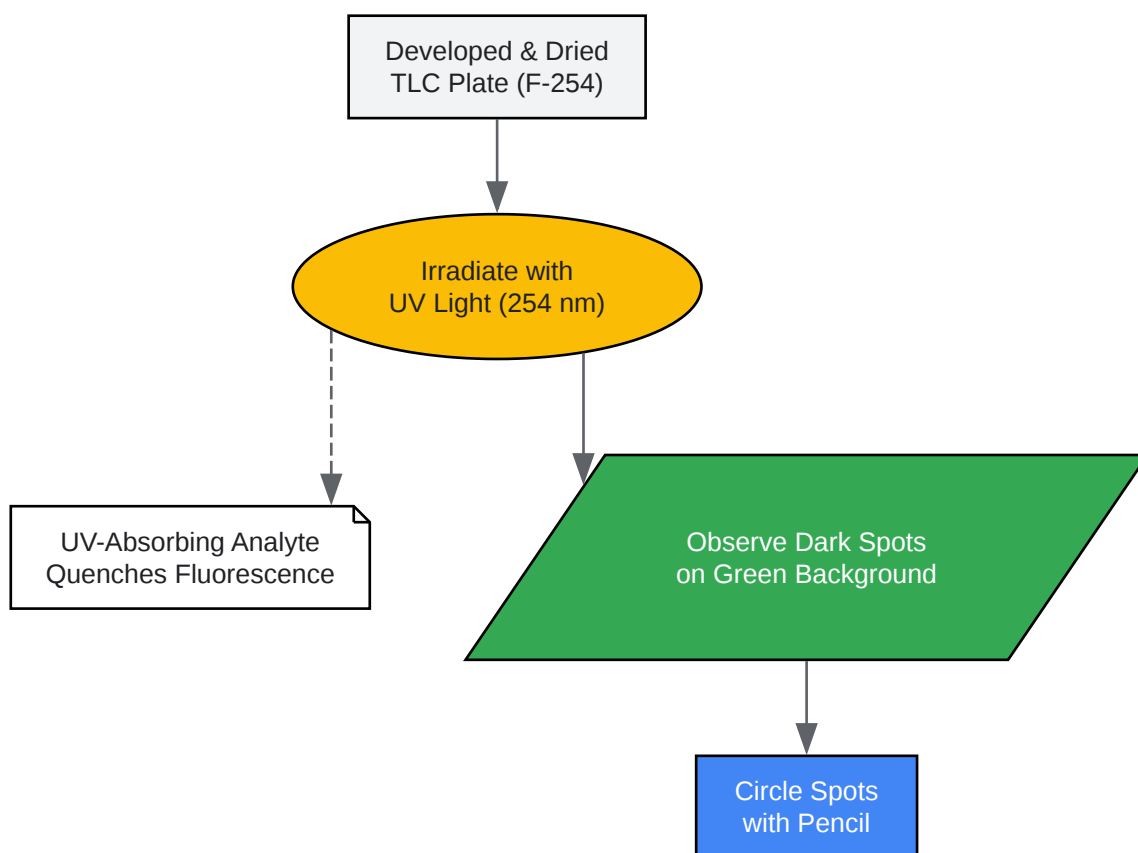 Developed & Dried
TLC Plate (F-254)
Irradiate with
UV Light (254 nm)
UV-Absorbing Analyte
Quenches Fluorescence
Observe Dark Spots
on Green Background
Circle Spots
with Pencil